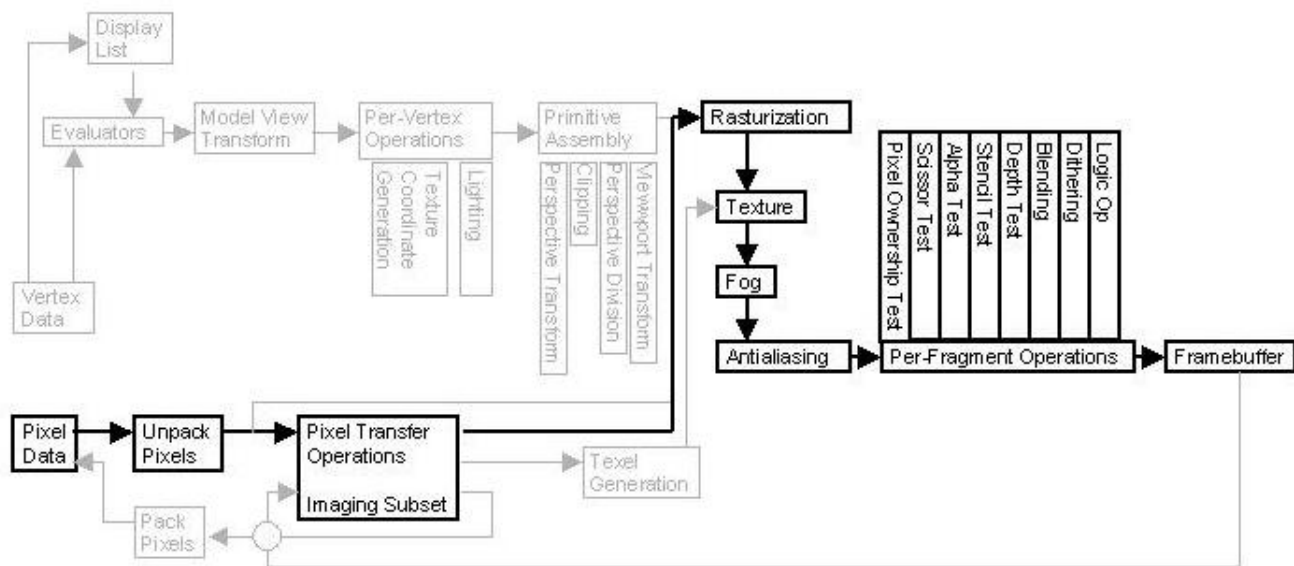 Display
List
Evaluators
Model View
Transform
Per-Vertex
Operations
Primitive
Assembly
Rasturization
Texture
Coordinate
Generation
Lighting
Perspective Transform
Clipping
Perspective Division
Mewwport Transform
Texture
Fog
Antialiasing
Pixel Ownership Test
Scissor Test
Alpha Test
Stencil Test
Depth Test
Blending
Dithering
Logic Op
Per-Fragment Operations
Framebuffer
Vertex
Data
Pixel
Data
Unpack
Pixels
Pixel Transfer
Operations
Imaging Subset
Texel
Generation
Pack
Pixels